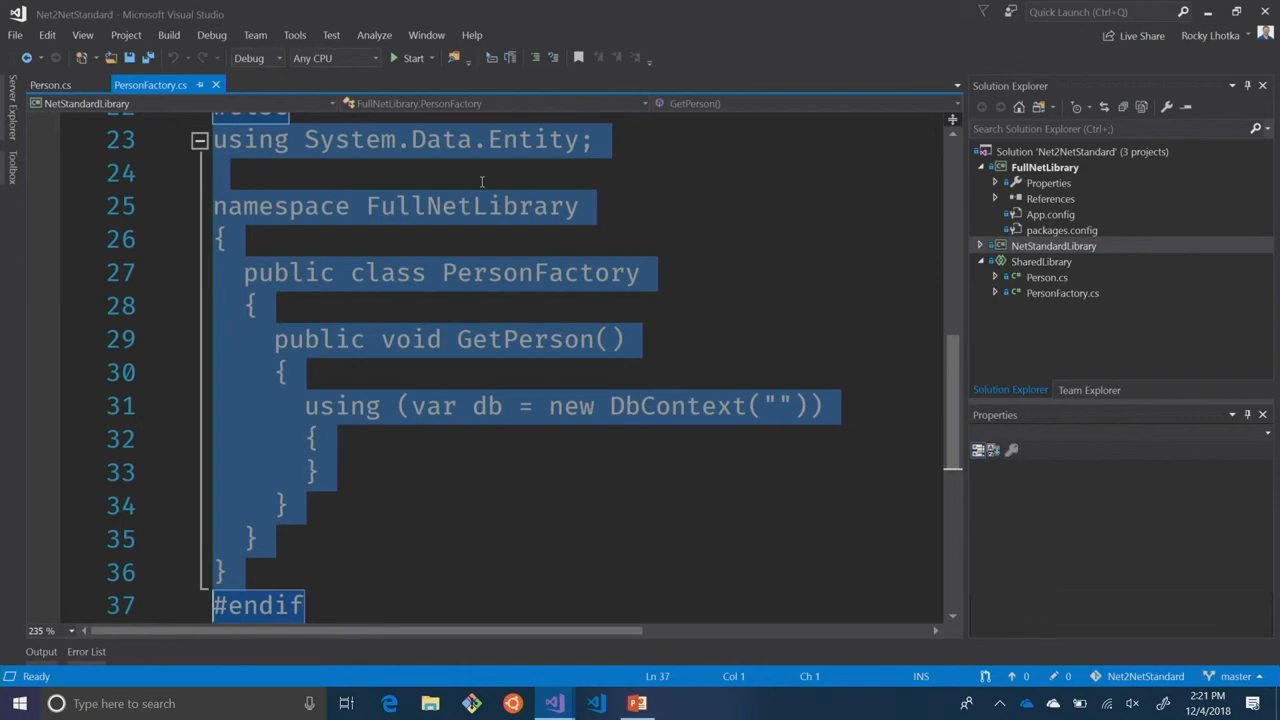 Net2NetStandard - Microsoft Visual Studio
Quick Launch (Ctrl+Q)
File Edit View Project Build Debug Team Tools Test Analyze Window Help
Live Share
Rocky Lhotka
Debug
Any CPU
Start
Server Explorer
Toolbox
Person.cs
PersonFactory.cs
NetStandardLibrary
FullNetLibrary.PersonFactory
GetPerson()
23 using System.Data.Entity;
24
25 namespace FullNetLibrary
26 {
27 public class PersonFactory
28 {
29 public void GetPerson()
30 {
31 using (var db = new DbContext(""))
32 {
33 }
34 }
35 }
36 }
37 #endif
235 %
Solution Explorer
Search Solution Explorer (Ctrl+;)
Solution 'Net2NetStandard' (3 projects)
FullNetLibrary
Properties
References
App.config
packages.config
NetStandardLibrary
SharedLibrary
Person.cs
PersonFactory.cs
Solution Explorer
Team Explorer
Properties
Output
Error List
Ready
Ln 37
Col 1
Ch 1
INS
0
0
Net2NetStandard
master
Type here to search
2:21 PM
12/4/2018